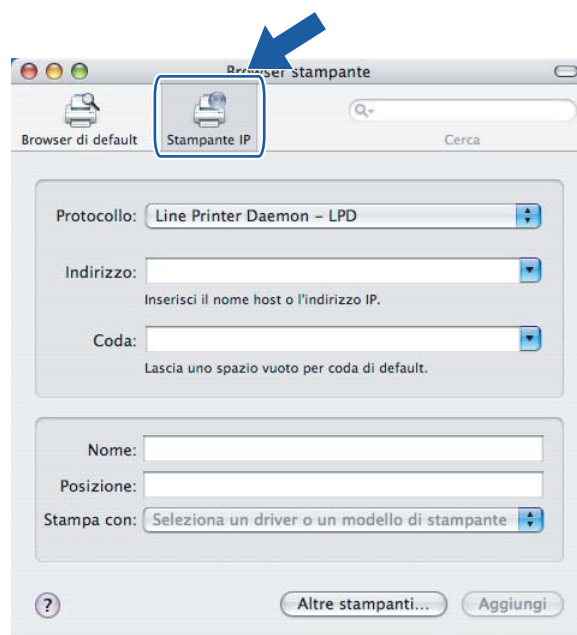 Browser stampante
Browser di default
Stampante IP
Cerca
Protocollo: Line Printer Daemon – LPD
Indirizzo:
Inserisci il nome host o l'indirizzo IP.
Coda:
Lascia uno spazio vuoto per coda di default.
Nome:
Posizione:
Stampa con: Seleziona un driver o un modello di stampante
? Altre stampanti... Aggiungi